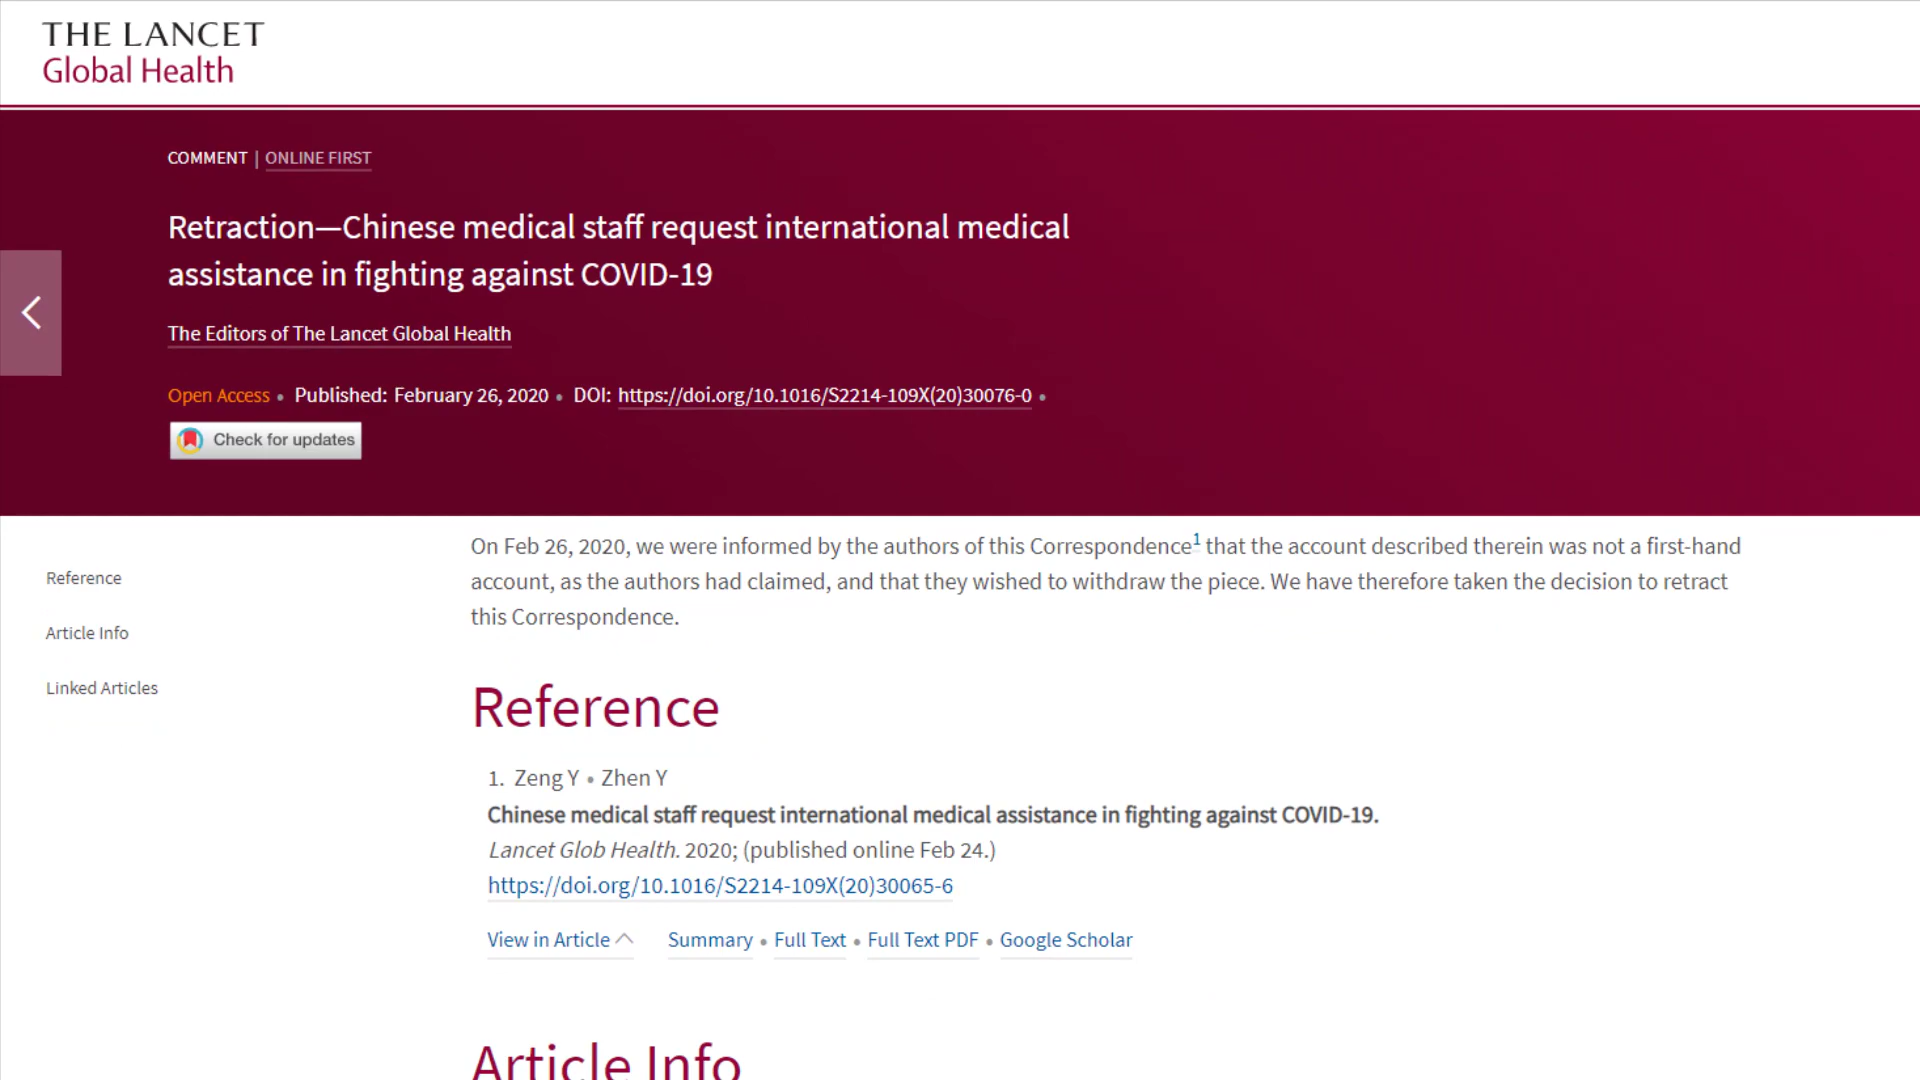 THE LANCET
Global Health
COMMENT | ONLINE FIRST
Retraction—Chinese medical staff request international medical
assistance in fighting against COVID-19
The Editors of The Lancet Global Health
Open Access • Published: February 26, 2020 • DOI: https://doi.org/10.1016/S2214-109X(20)30076-0 •
Check for updates
On Feb 26, 2020, we were informed by the authors of this Correspondence1 that the account described therein was not a first-hand
account, as the authors had claimed, and that they wished to withdraw the piece. We have therefore taken the decision to retract
this Correspondence.
Reference
Article Info
Linked Articles
Reference
1. Zeng Y • Zhen Y
Chinese medical staff request international medical assistance in fighting against COVID-19.
Lancet Glob Health. 2020; (published online Feb 24.)
https://doi.org/10.1016/S2214-109X(20)30065-6
View in Article Summary • Full Text • Full Text PDF • Google Scholar
Article Info